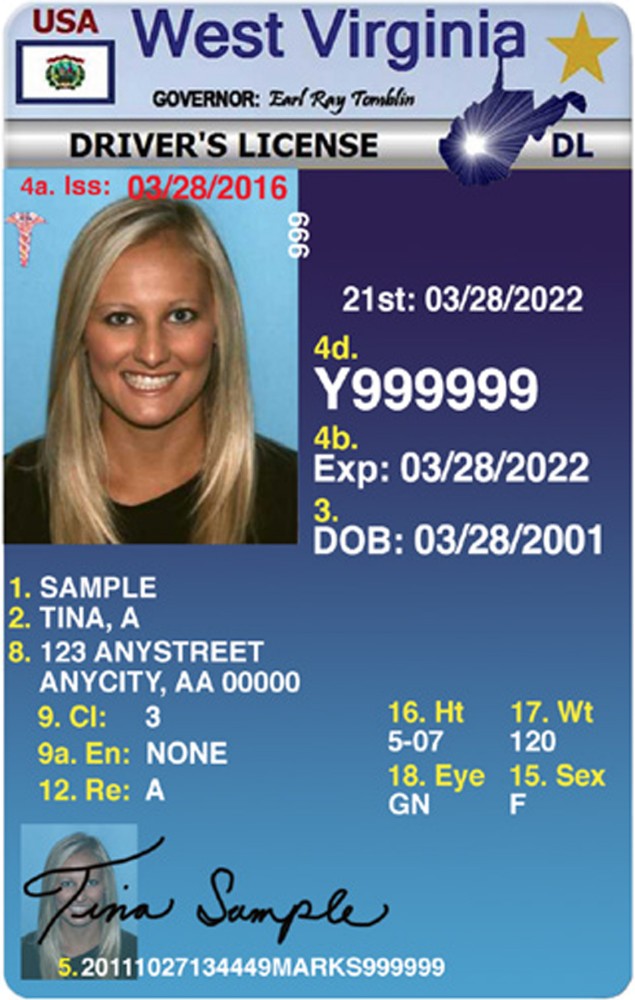 USA
West Virginia
GOVERNOR: Earl Ray Tomblin
DRIVER'S LICENSE
DL
4a. Iss: 03/28/2016
999
21st: 03/28/2022
4d.
Y999999
4b.
Exp: 03/28/2022
3.
DOB: 03/28/2001
1. SAMPLE
2. TINA, A
8. 123 ANYSTREET
ANYCITY, AA 00000
9. Cl: 3
9a. En: NONE
12. Re: A
16. Ht 17. Wt
5-07 120
18. Eye 15. Sex
GN F
Tina Sample
5.20111027134449MARKS999999